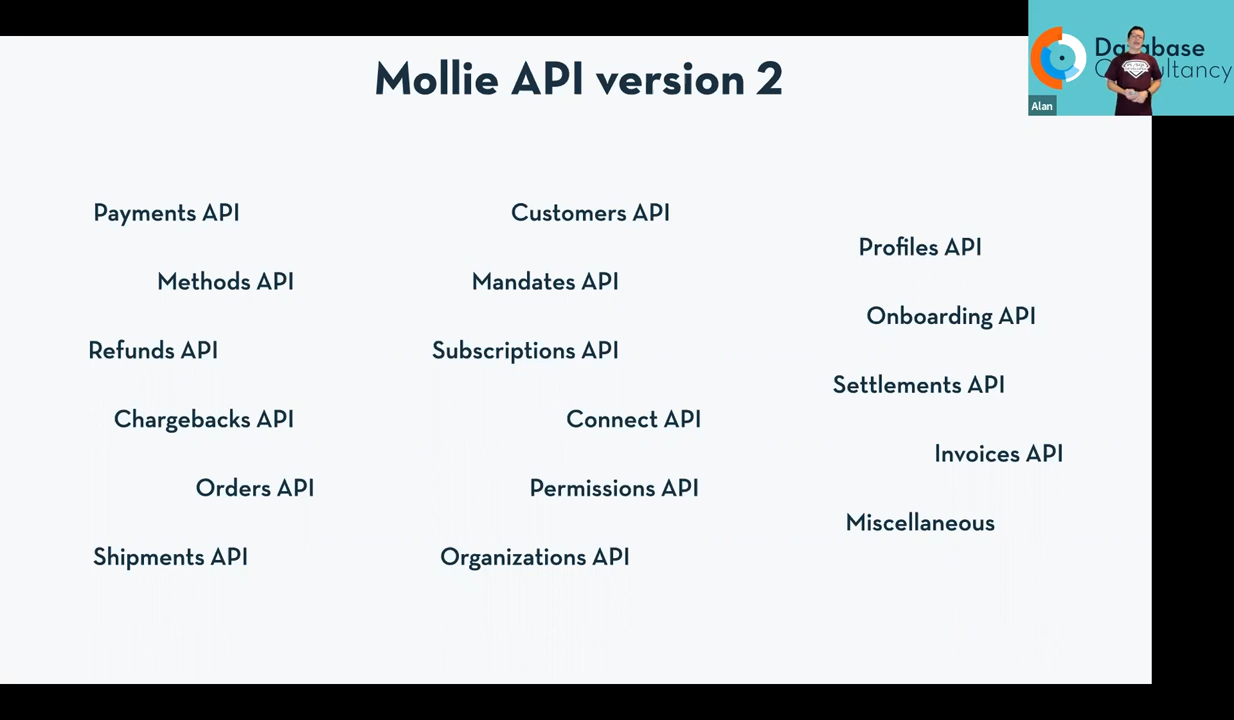 Mollie API version 2
Payments API
Methods API
Refunds API
Chargebacks API
Orders API
Shipments API
Customers API
Mandates API
Subscriptions API
Connect API
Permissions API
Organizations API
Profiles API
Onboarding API
Settlements API
Invoices API
Miscellaneous
Alan